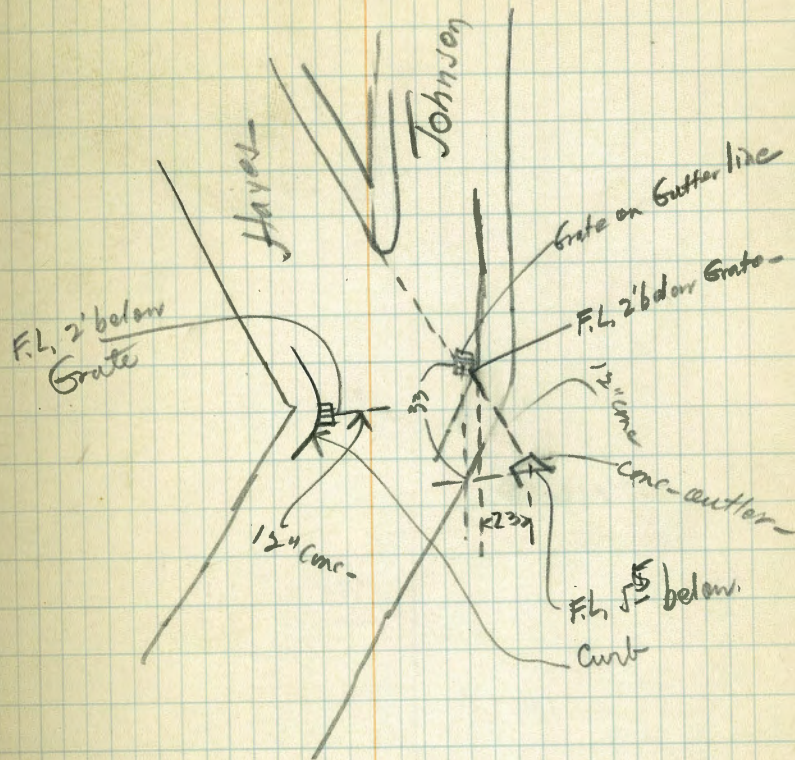 Hayes
Johnson
Grate on Gutter line
F.L. 2' below Grate
F.L. 2' below
Grate
12" conc
33
conc-outlet
23
12" conc-
F.L. 5 below.
Curb